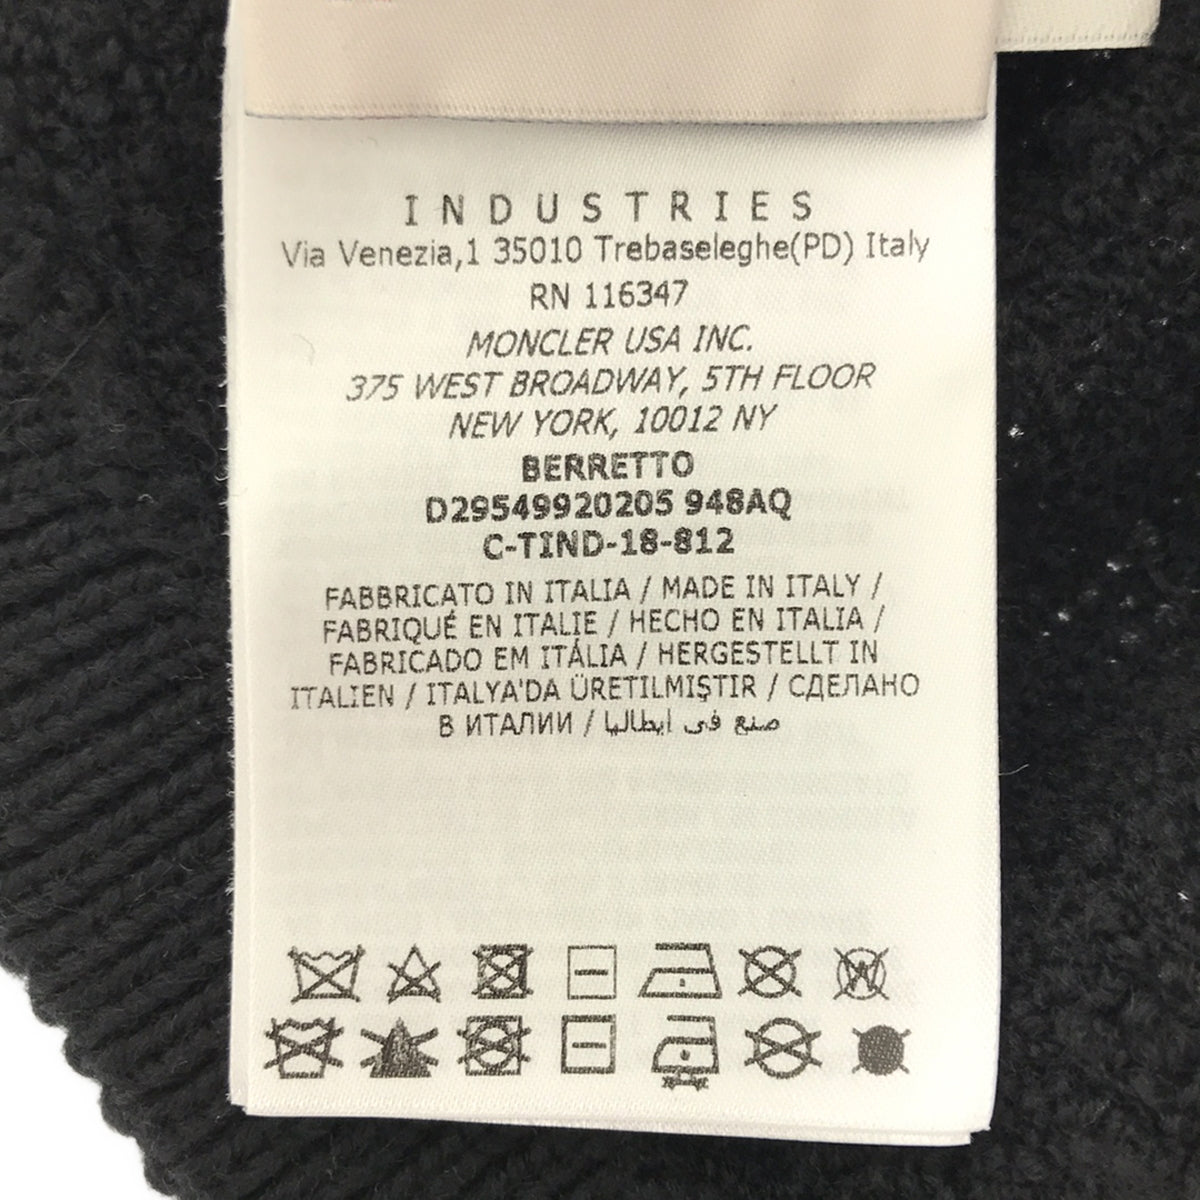 INDUSTRIES
Via Venezia,1 35010 Trebaseleghe(PD) Italy
RN 116347
MONCLER USA INC.
375 WEST BROADWAY, 5TH FLOOR
NEW YORK, 10012 NY
BERRETTO
D29549920205 948AQ
C-TIND-18-812
FABBRICATO IN ITALIA / MADE IN ITALY /
FABRIQUÉ EN ITALIE / HECHO EN ITALIA /
FABRICADO EM ITÁLIA / HERGESTELLT IN
ITALIEN / ITALYA'DA ÜRETILMIŞTIR / СДЕЛАНО
В ИТАЛИИ / صنع في ايطاليا
W